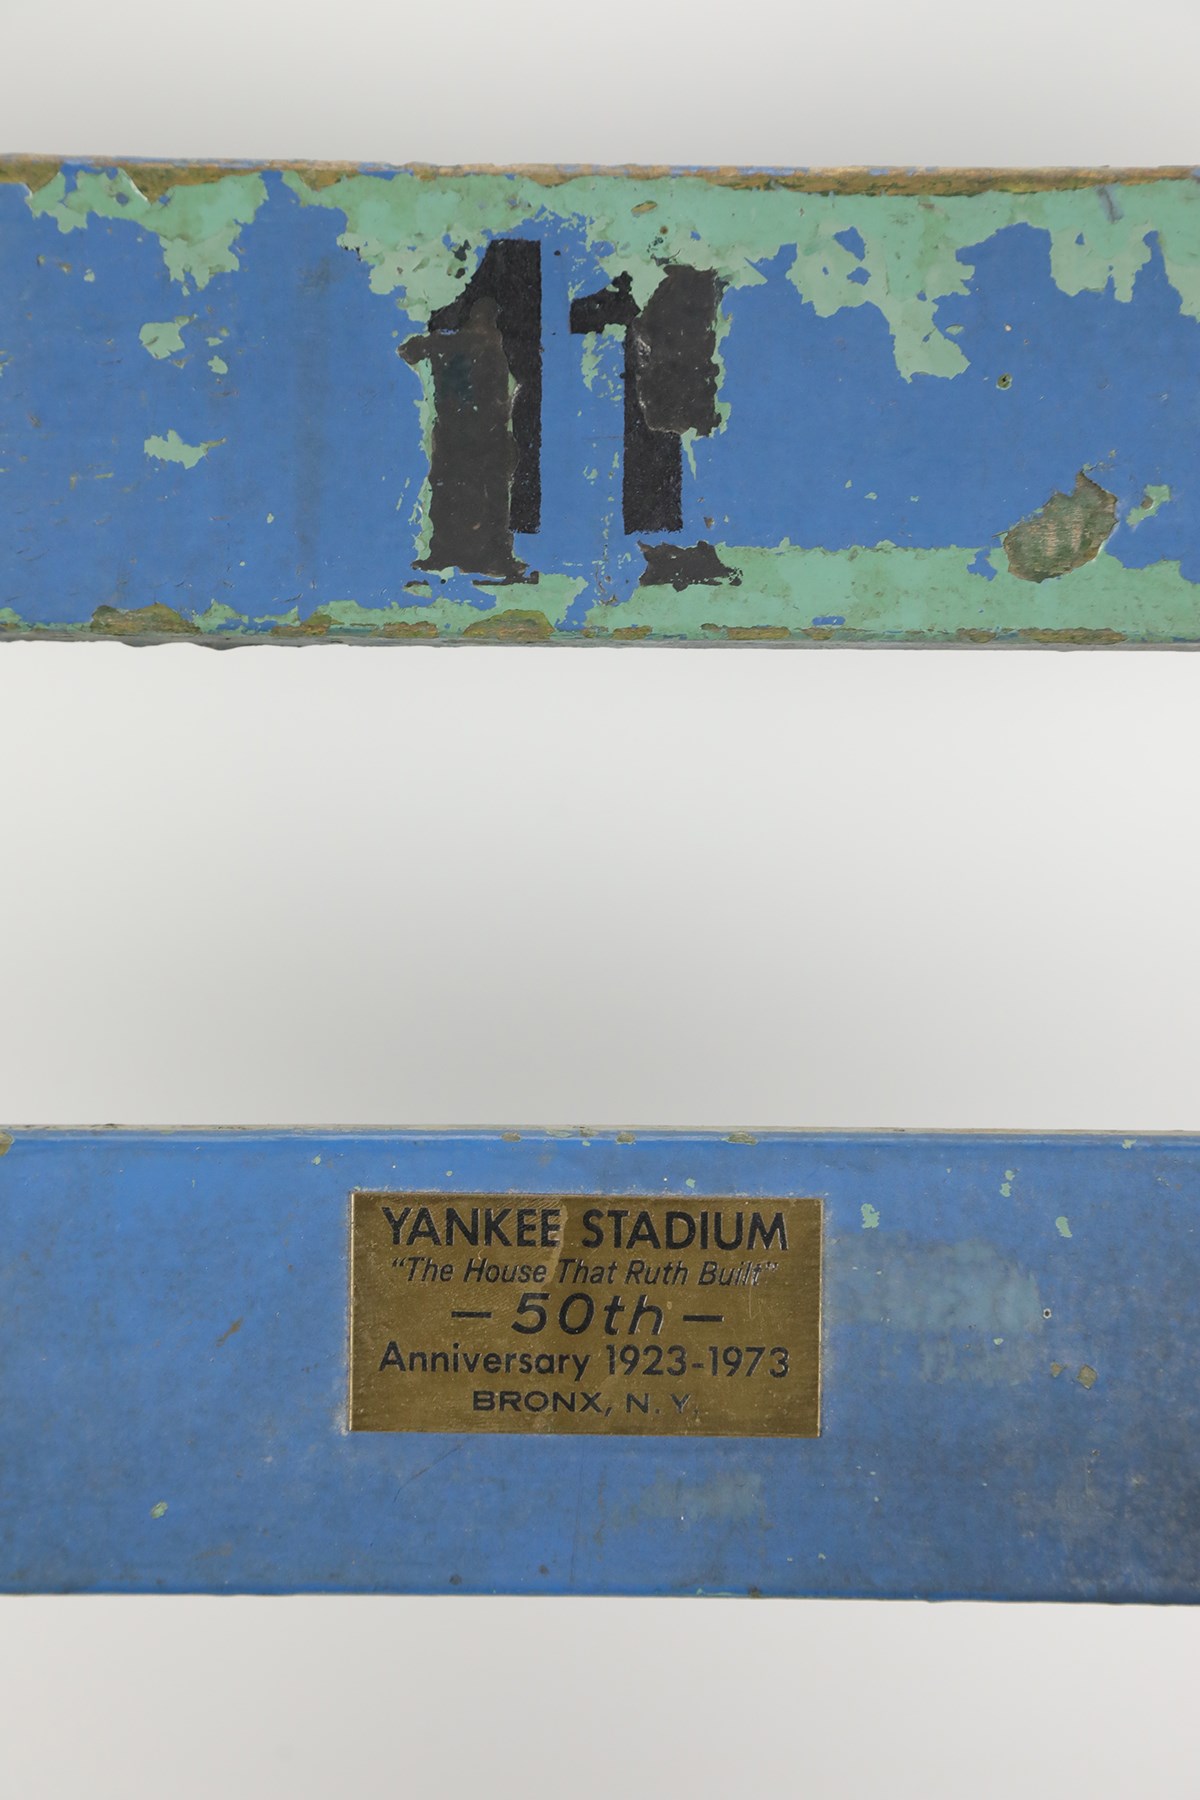 11
YANKEE STADIUM
"The House That Ruth Built"
— 50th —
Anniversary 1923-1973
BRONX, N.Y.